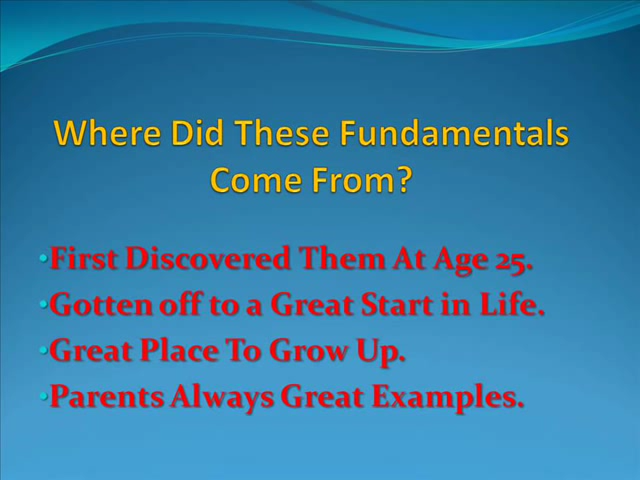 Where Did These Fundamentals
Come From?
•First Discovered Them At Age 25.
•Gotten off to a Great Start in Life.
•Great Place To Grow Up.
•Parents Always Great Examples.